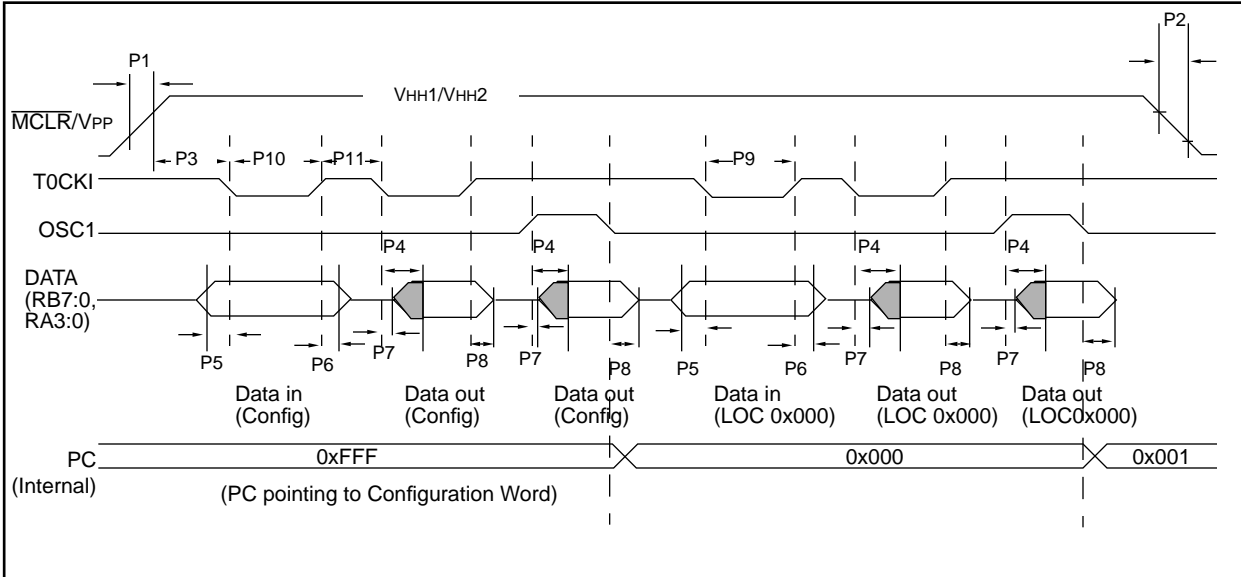 P1
P2
VHH1/VHH2
MCLR/VPP
P3 P10 P11 P9
T0CKI
OSC1
P4 P4 P4 P4
DATA
(RB7:0,
RA3:0)
P5 P6 P7 P8 P7 P8 P5 P6 P7 P8 P7 P8
Data in
(Config)
Data out
(Config)
Data out
(Config)
Data in
(LOC 0x000)
Data out
(LOC 0x000)
Data out
(LOC0x000)
PC
(Internal)
0xFFF 0x000 0x001
(PC pointing to Configuration Word)